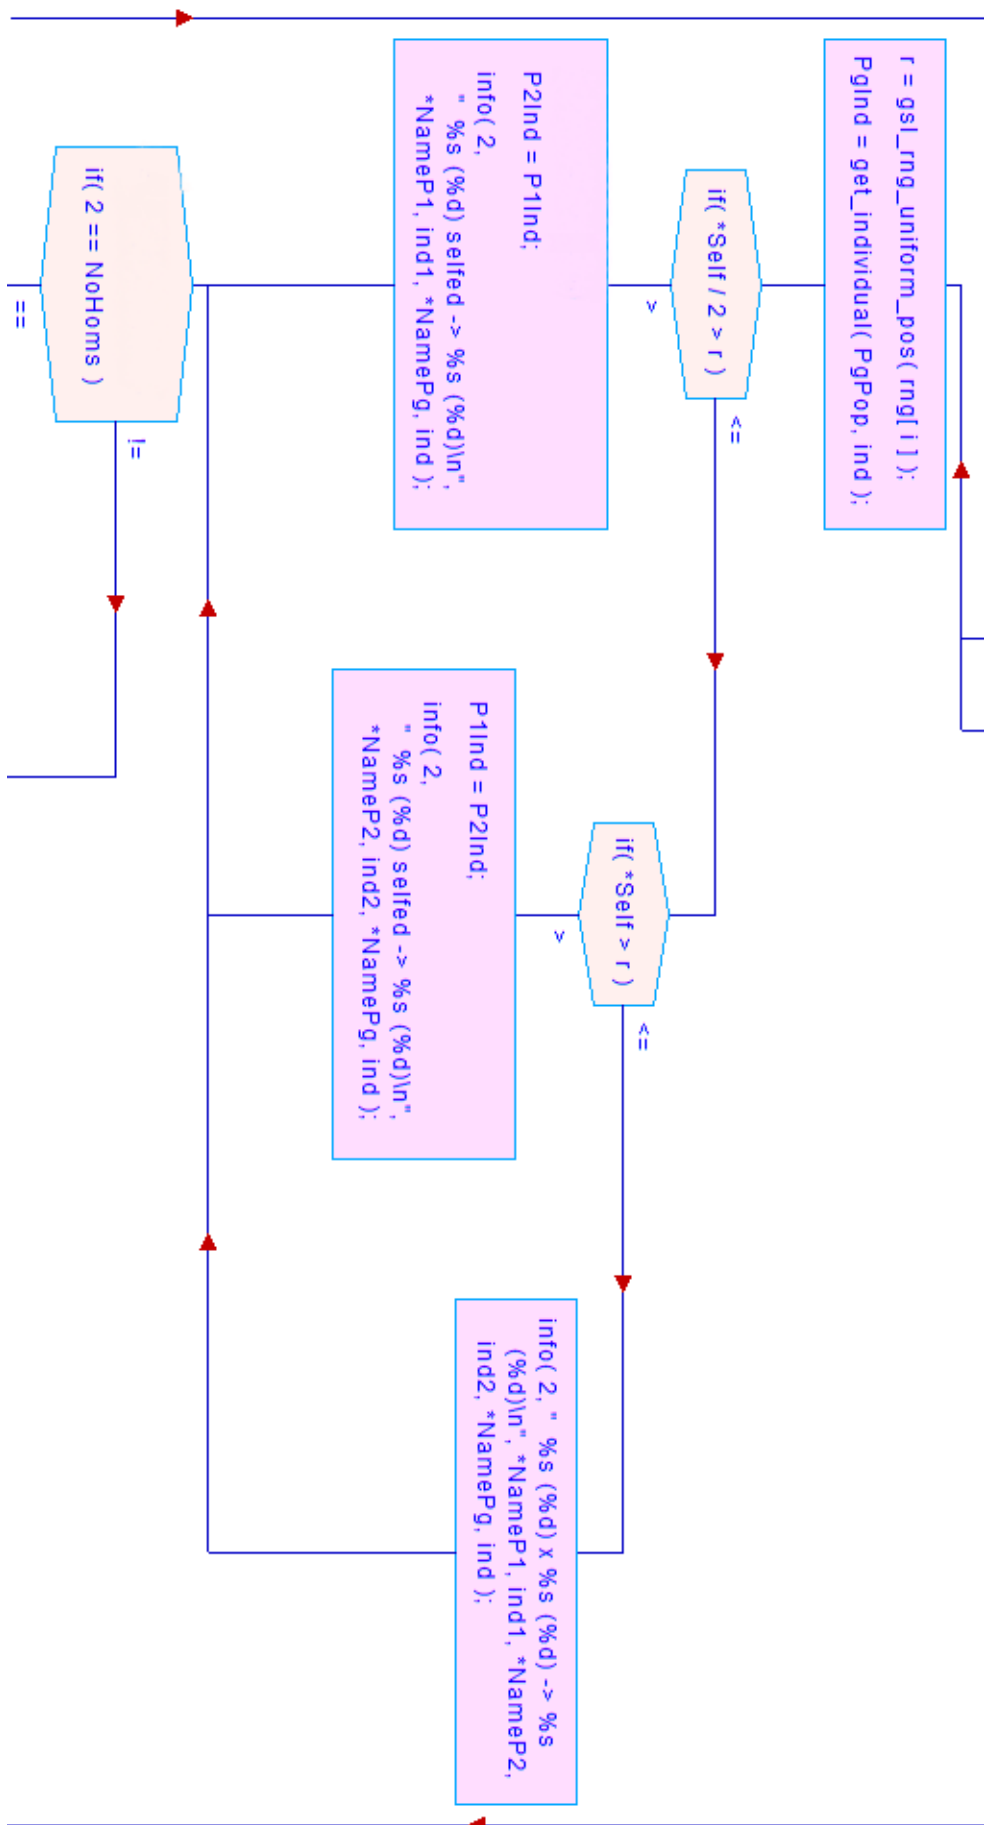 r = gsl_rng_uniform_pos( rng[ i ] );
PgInd = get_individual( PgPop, ind );
if( *Self / 2 > r )
<=
>
P2Ind = P1Ind;
info( 2,
" %s (%d) selfed -> %s (%d)\n",
*NameP1, ind1, *NamePg, ind );
if( *Self > r )
<=
>
P1Ind = P2Ind;
info( 2,
" %s (%d) selfed -> %s (%d)\n",
*NameP2, ind2, *NamePg, ind );
info( 2, " %s (%d) x %s (%d) -> %s
(%d)\n", *NameP1, ind1, *NameP2,
ind2, *NamePg, ind );
if( 2 == NoHoms )
!=
==